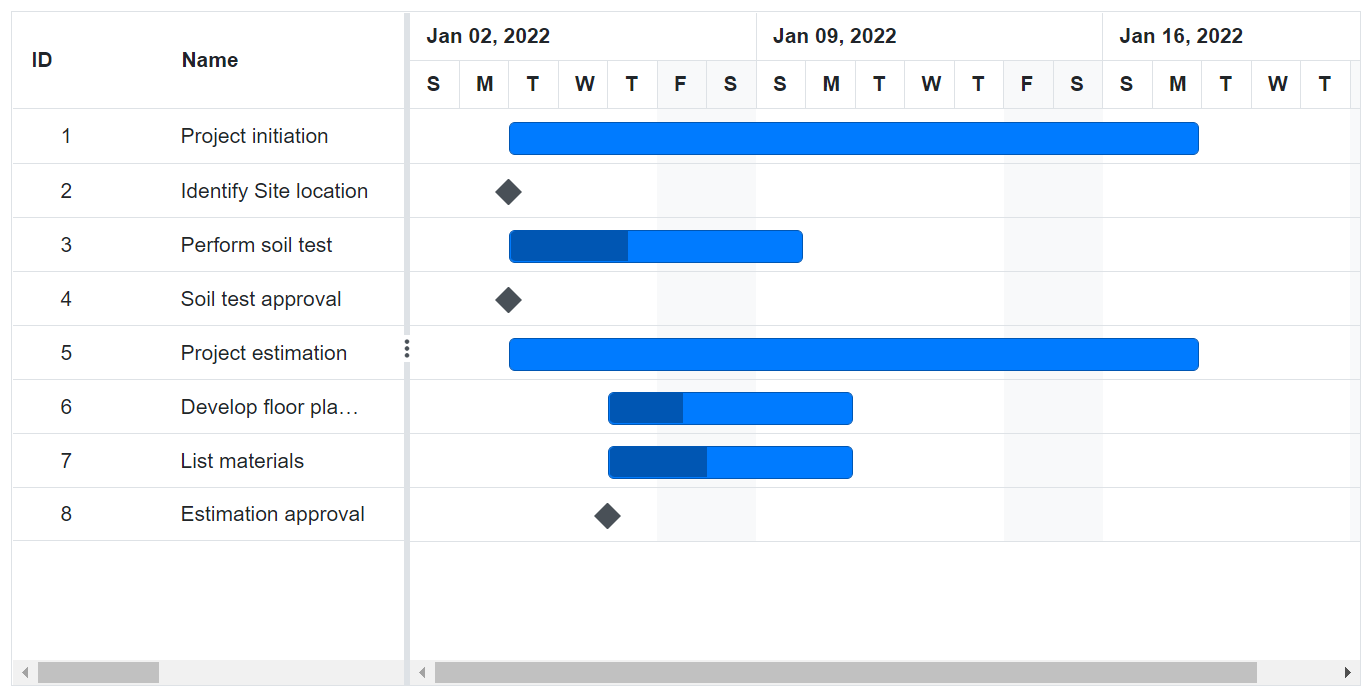 Jan 02, 2022 Jan 09, 2022 Jan 16, 2022
ID Name
S M T W T F S S M T W T F S S M T W T
1 Project initiation
2 Identify Site location
3 Perform soil test
4 Soil test approval
5 Project estimation
6 Develop floor pla…
7 List materials
8 Estimation approval